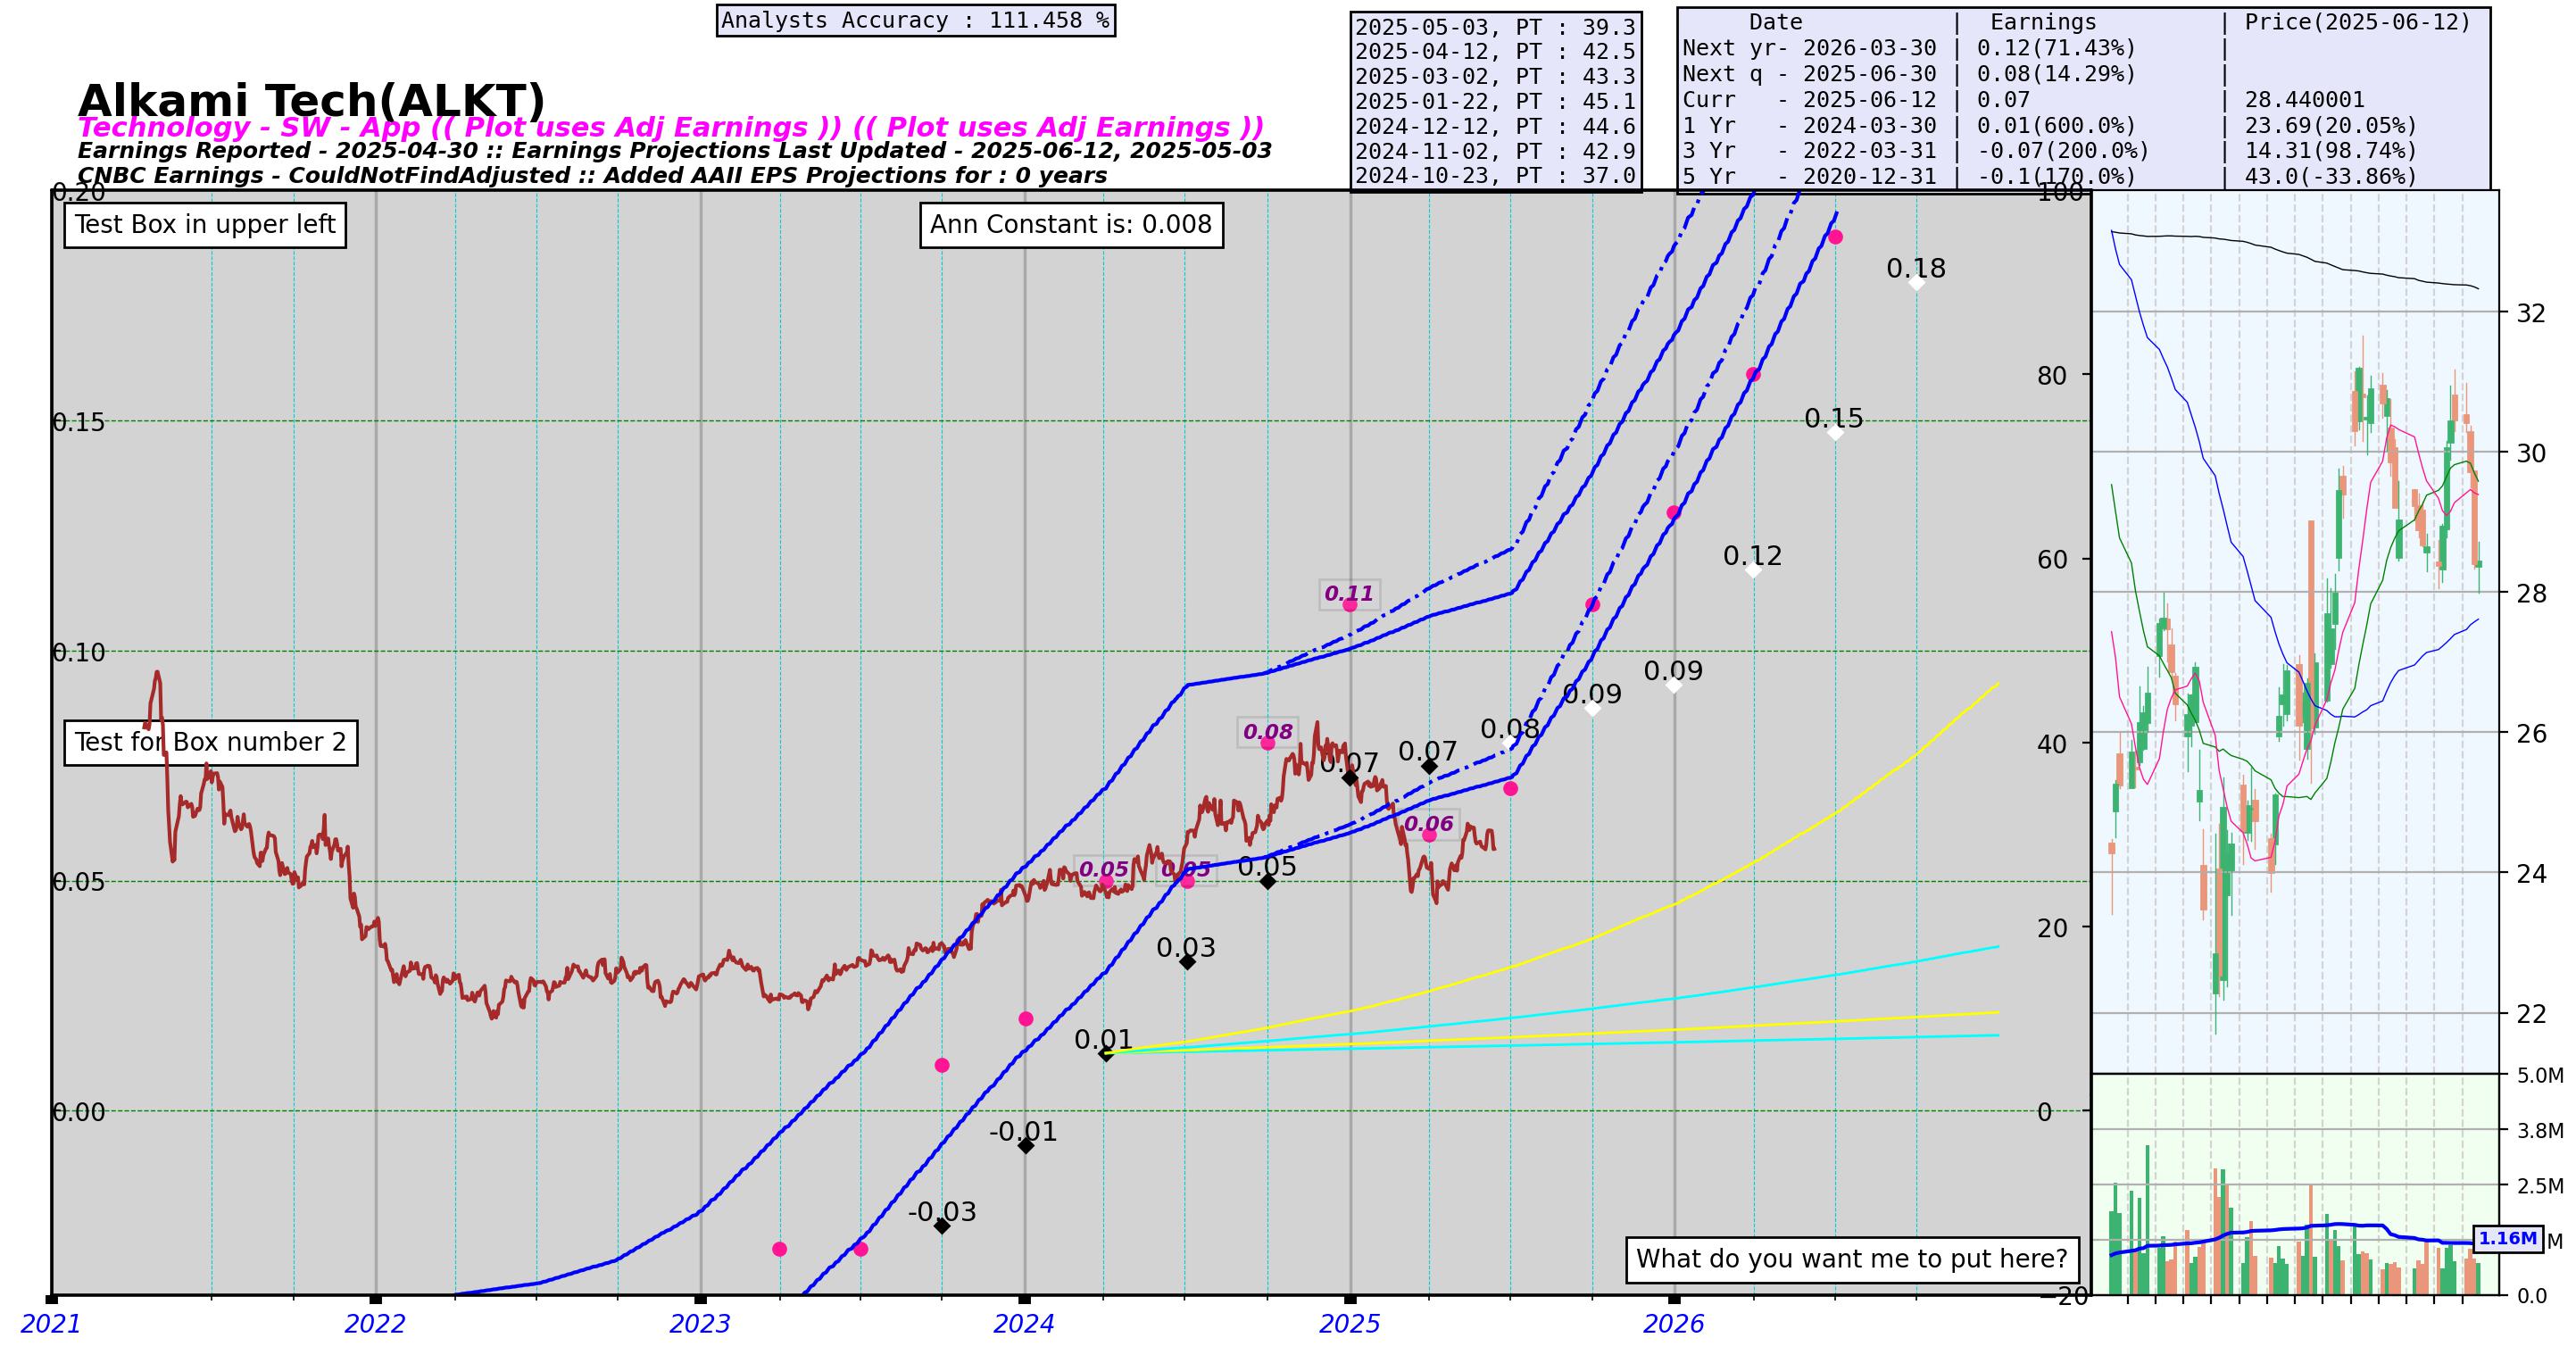 Analysts Accuracy : 111.458 %
2025-05-03, PT : 39.3
2025-04-12, PT : 42.5
2025-03-02, PT : 43.3
2025-01-22, PT : 45.1
2024-12-12, PT : 44.6
2024-11-02, PT : 42.9
2024-10-23, PT : 37.0
Date | Earnings | Price(2025-06-12)
Next yr- 2026-03-30 | 0.12(71.43%) |
Next q - 2025-06-30 | 0.08(14.29%) |
Curr - 2025-06-12 | 0.07 | 28.440001
1 Yr - 2024-03-30 | 0.01(600.0%) | 23.69(20.05%)
3 Yr - 2022-03-31 | -0.07(200.0%) | 14.31(98.74%)
5 Yr - 2020-12-31 | -0.1(170.0%) | 43.0(-33.86%)
Alkami Tech(ALKT)
Technology - SW - App (( Plot uses Adj Earnings )) (( Plot uses Adj Earnings ))
Earnings Reported - 2025-04-30 :: Earnings Projections Last Updated - 2025-06-12, 2025-05-03
CNBC Earnings - CouldNotFindAdjusted :: Added AAII EPS Projections for : 0 years
0.20
0.15
0.10
0.05
0.00
Test Box in upper left
Ann Constant is: 0.008
Test for Box number 2
What do you want me to put here?
-0.03
-0.01
0.01
0.03
0.05
0.07
0.07
0.08
0.09
0.09
0.12
0.15
0.18
0.05
0.05
0.08
0.11
0.06
100
80
60
40
20
0
−20
32
30
28
26
24
22
5.0M
3.8M
2.5M
1.16M
M
0.0
2021
2022
2023
2024
2025
2026